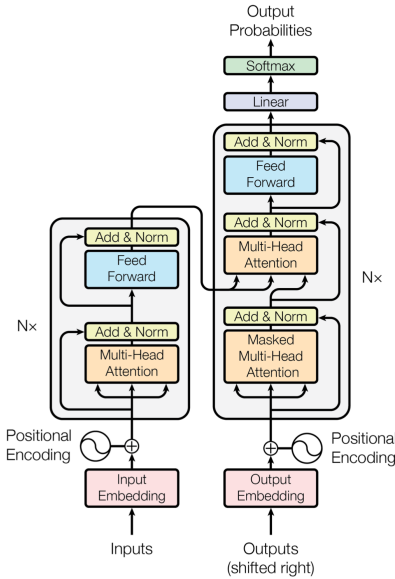 Output
Probabilities
Softmax
Linear
Add & Norm
Feed
Forward
Add & Norm
Multi-Head
Attention
Add & Norm
Masked
Multi-Head
Attention
N×
Add & Norm
Feed
Forward
N×
Add & Norm
Multi-Head
Attention
Positional
Encoding
Positional
Encoding
Input
Embedding
Output
Embedding
Inputs
Outputs
(shifted right)